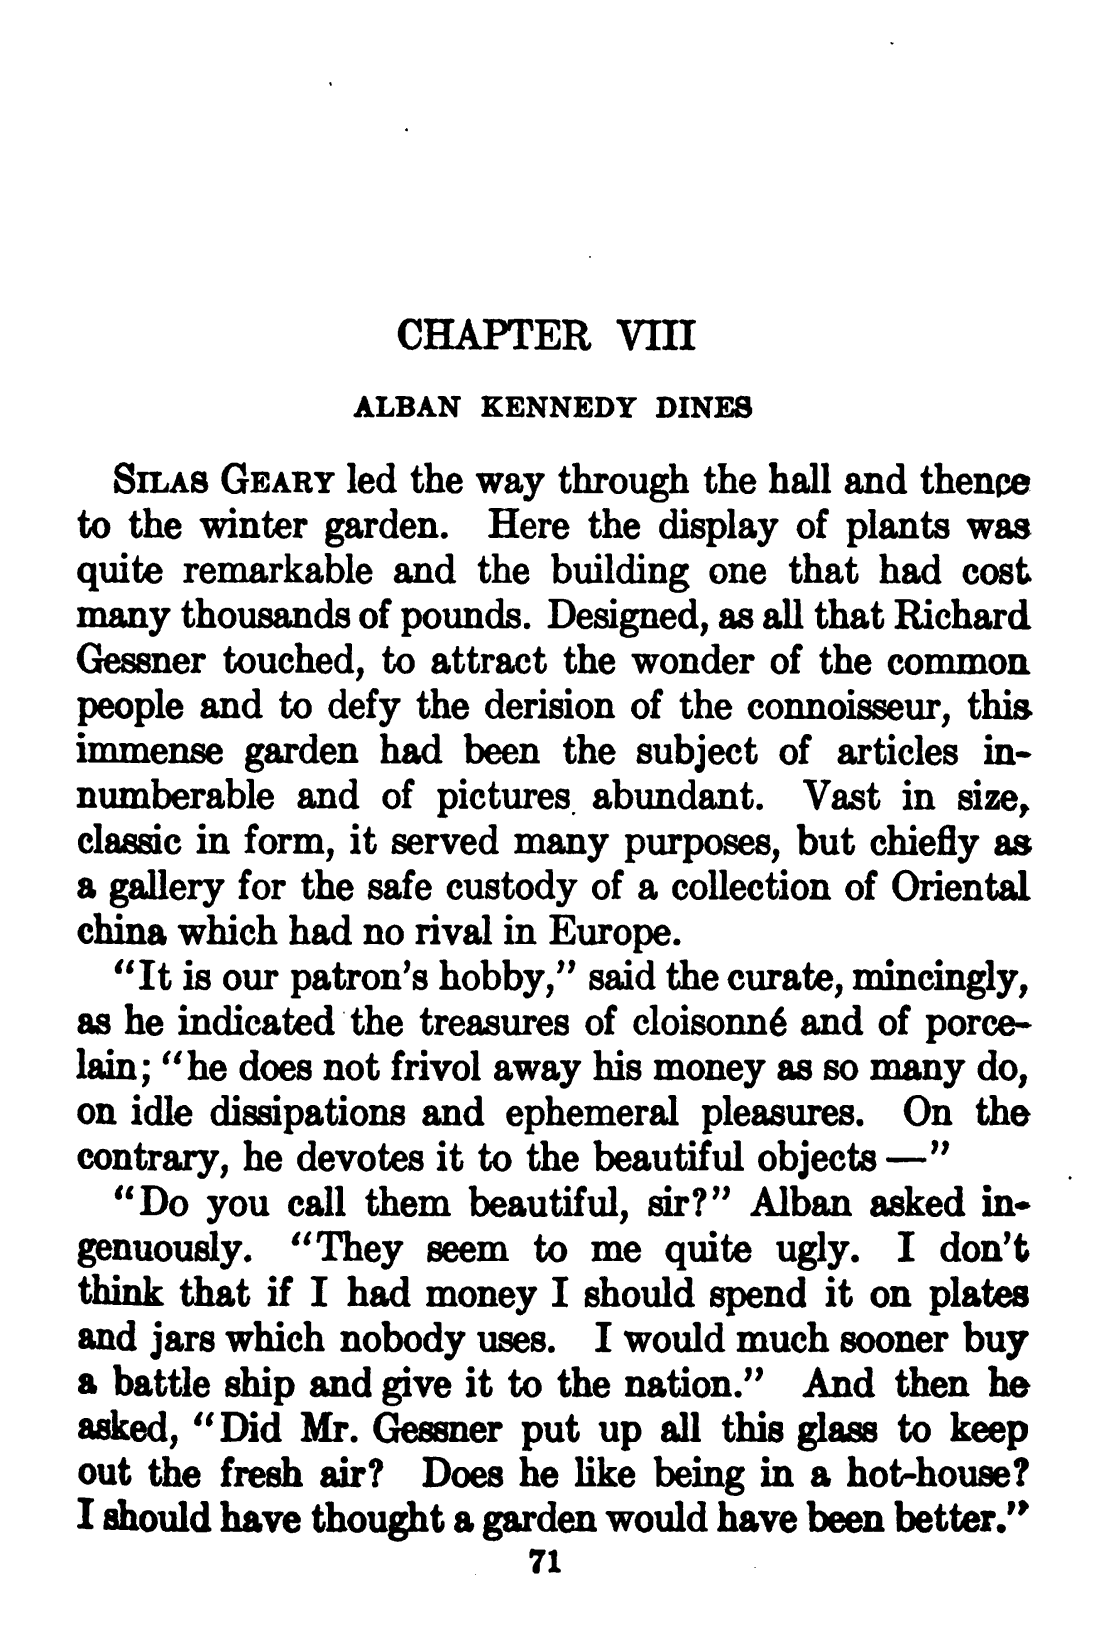 CHAPTER VIII
ALBAN KENNEDY DINES
SILAS GEARY led the way through the hall and thence
to the winter garden. Here the display of plants was
quite remarkable and the building one that had cost
many thousands of pounds. Designed, as all that Richard
Gessner touched, to attract the wonder of the common
people and to defy the derision of the connoisseur, this
immense garden had been the subject of articles in-
numberable and of pictures abundant. Vast in size,
classic in form, it served many purposes, but chiefly as
a gallery for the safe custody of a collection of Oriental
china which had no rival in Europe.
“It is our patron's hobby,” said the curate, mincingly,
as he indicated the treasures of cloisonné and of porce-
lain; “he does not frivol away his money as so many do,
on idle dissipations and ephemeral pleasures. On the
contrary, he devotes it to the beautiful objects —”
“Do you call them beautiful, sir?” Alban asked in-
genuously. “They seem to me quite ugly. I don't
think that if I had money I should spend it on plates
and jars which nobody uses. I would much sooner buy
a battle ship and give it to the nation.” And then he
asked, “Did Mr. Gessner put up all this glass to keep
out the fresh air? Does he like being in a hot-house?
I should have thought a garden would have been better.”
71